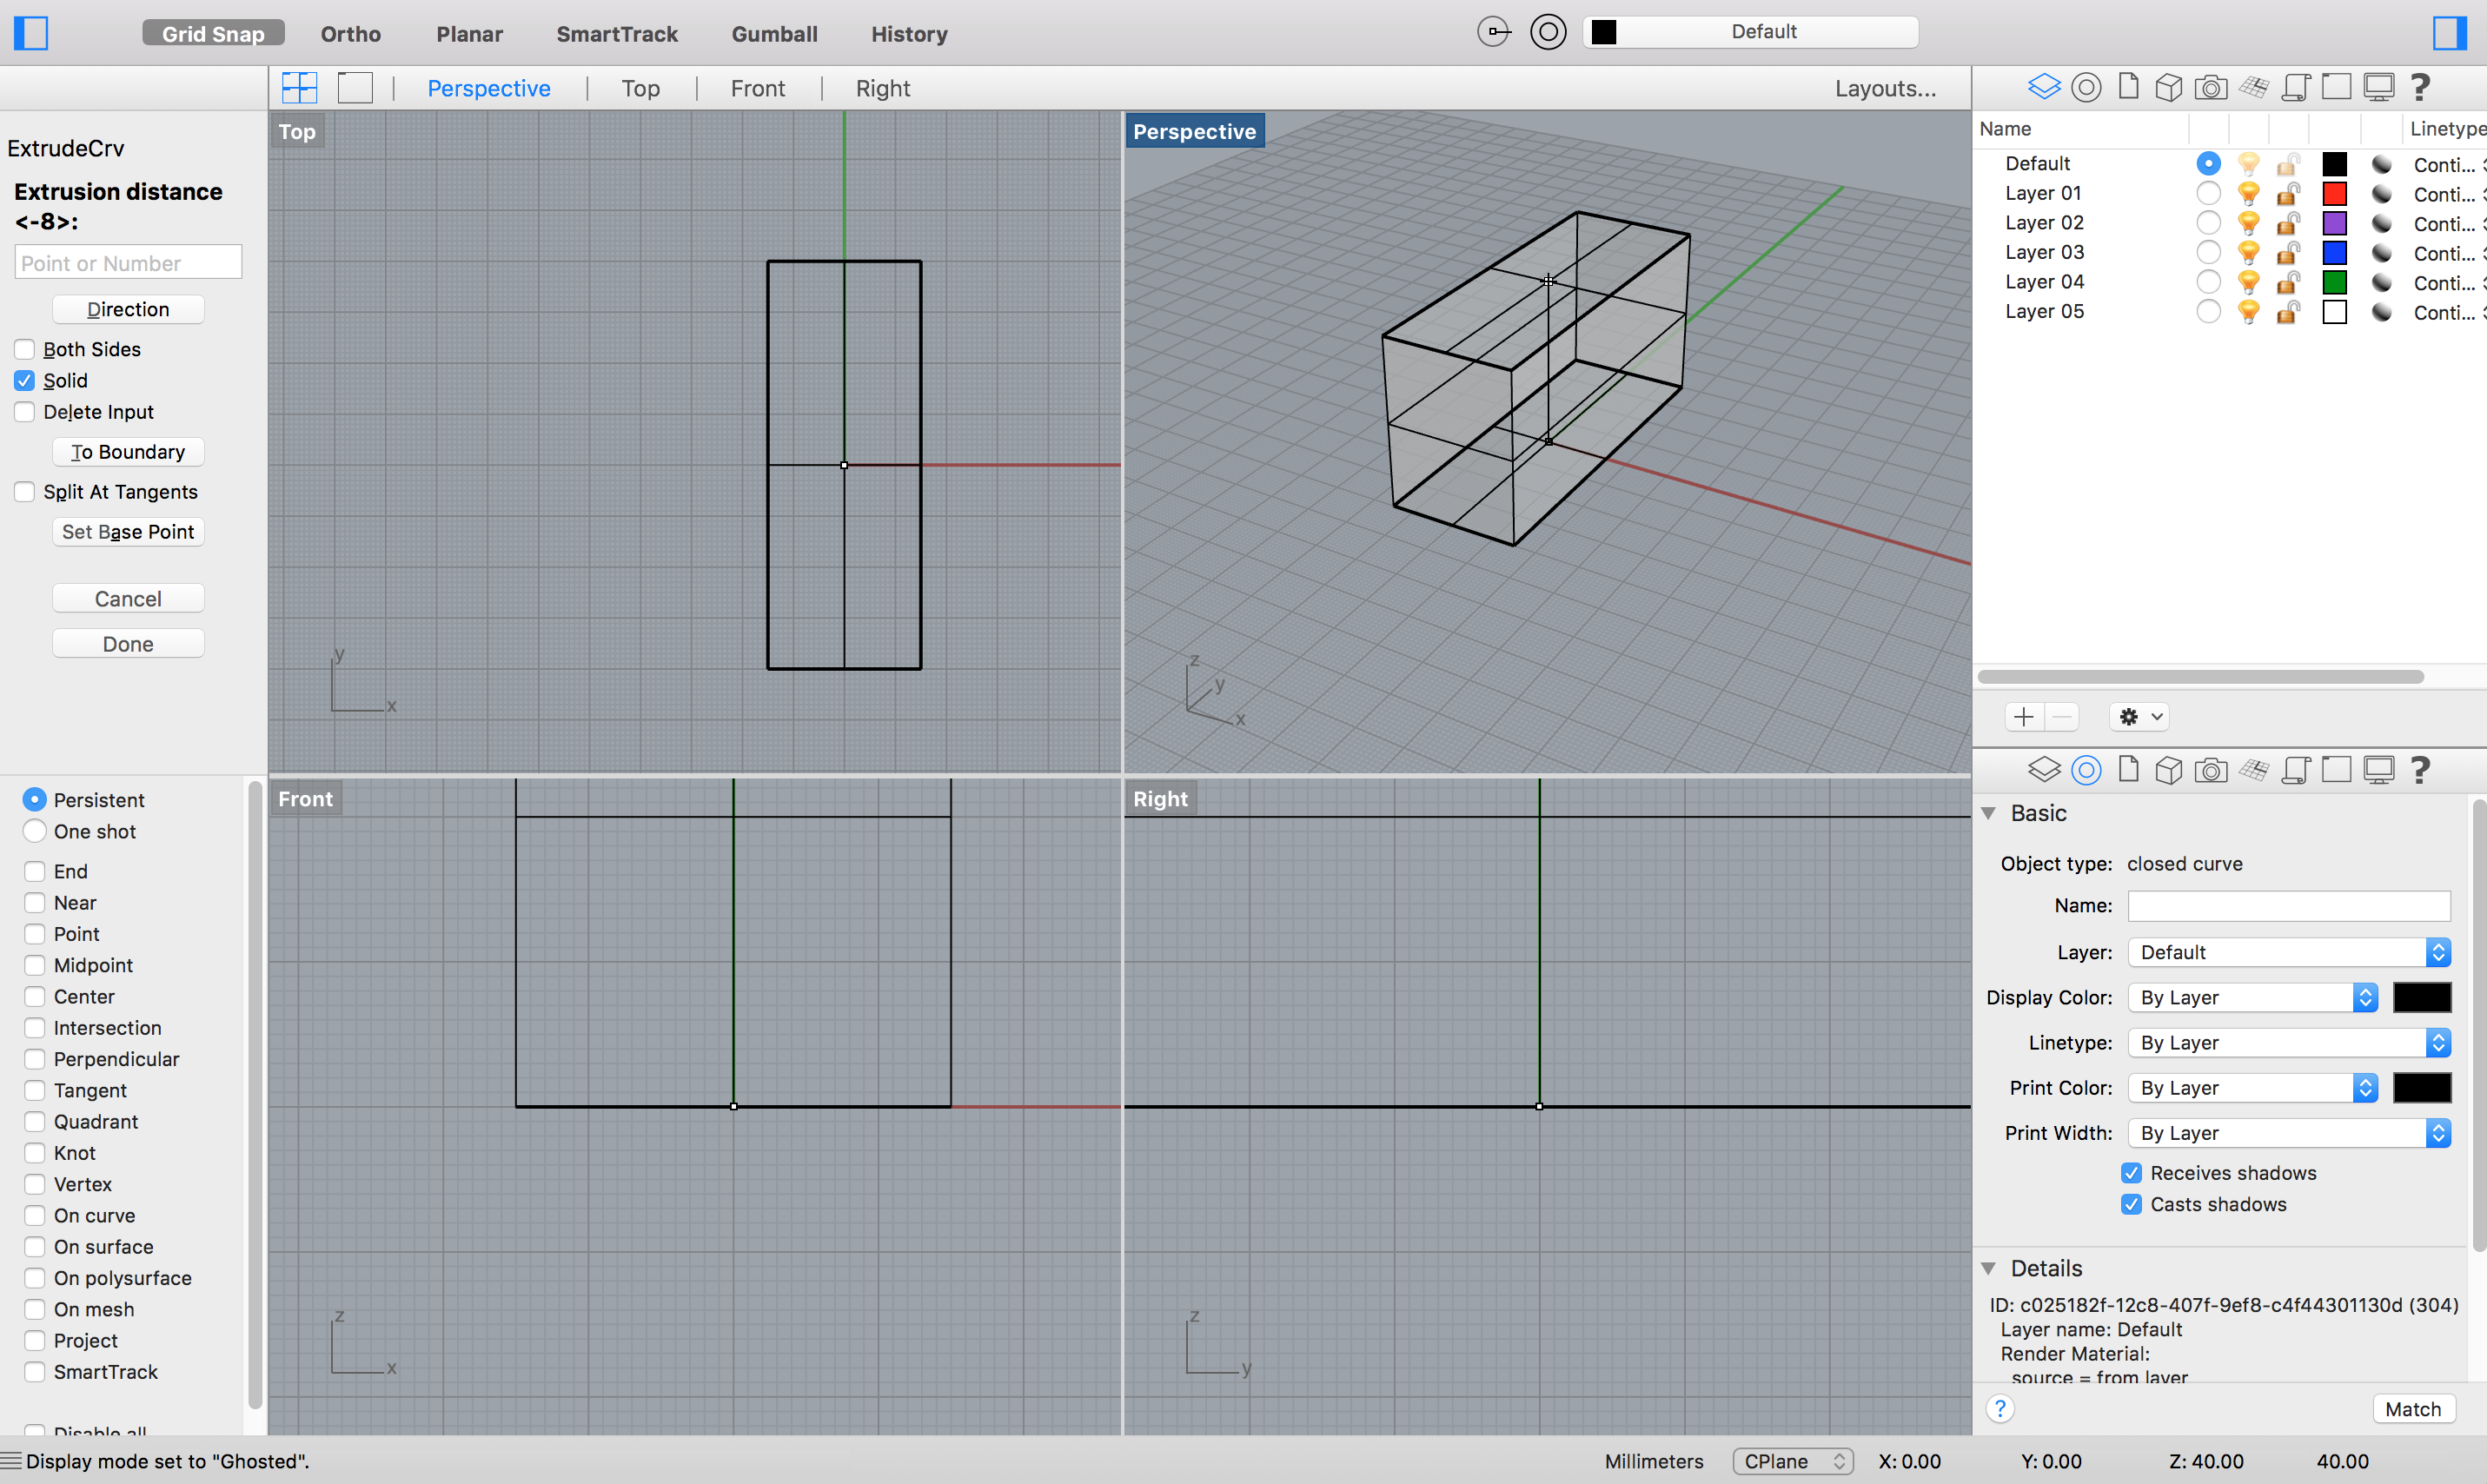 Grid Snap Ortho Planar SmartTrack Gumball History Default
Perspective Top Front Right Layouts...
ExtrudeCrv
Extrusion distance
<-8>:
Point or Number
Direction
Both Sides
Solid
Delete Input
To Boundary
Split At Tangents
Set Base Point
Cancel
Done
Persistent
One shot
End
Near
Point
Midpoint
Center
Intersection
Perpendicular
Tangent
Quadrant
Knot
Vertex
On curve
On surface
On polysurface
On mesh
Project
SmartTrack
Disable all
Top
y
x
Perspective
z
y
x
Front
z
x
Right
z
y
?
Name Linetype
Default Conti...
Layer 01 Conti...
Layer 02 Conti...
Layer 03 Conti...
Layer 04 Conti...
Layer 05 Conti...
?
Basic
Object type: closed curve
Name:
Layer: Default
Display Color: By Layer
Linetype: By Layer
Print Color: By Layer
Print Width: By Layer
Receives shadows
Casts shadows
Details
ID: c025182f-12c8-407f-9ef8-c4f44301130d (304)
Layer name: Default
Render Material:
source = from layer
? Match
Display mode set to "Ghosted". Millimeters CPlane X: 0.00 Y: 0.00 Z: 40.00 40.00